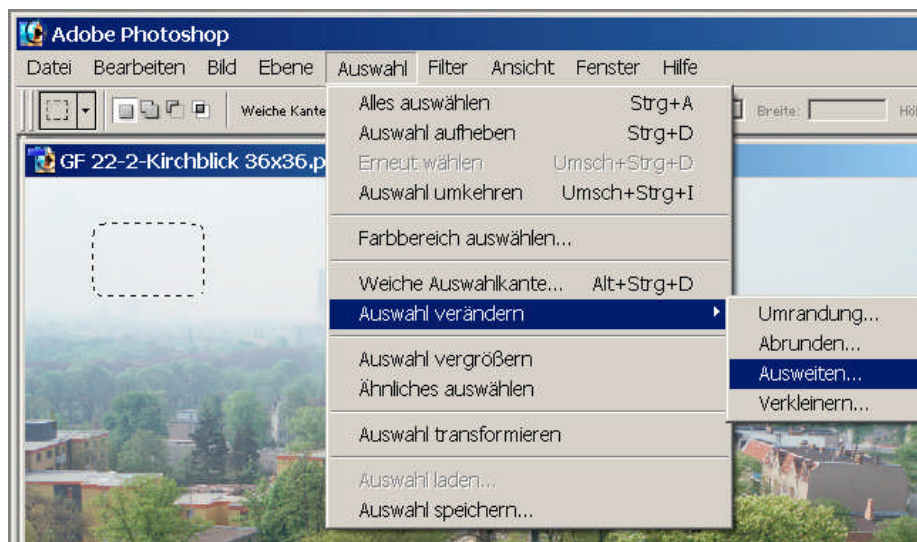 Adobe Photoshop
Datei Bearbeiten Bild Ebene Auswahl Filter Ansicht Fenster Hilfe
Weiche Kante Breite:
GF 22-2-Kirchblick 36x36.p
Alles auswählen Strg+A
Auswahl aufheben Strg+D
Erneut wählen Umsch+Strg+D
Auswahl umkehren Umsch+Strg+I
Farbbereich auswählen...
Weiche Auswahlkante... Alt+Strg+D
Auswahl verändern
Auswahl vergrößern
Ähnliches auswählen
Auswahl transformieren
Auswahl laden...
Auswahl speichern...
Umrandung...
Abrunden...
Ausweiten...
Verkleinern...